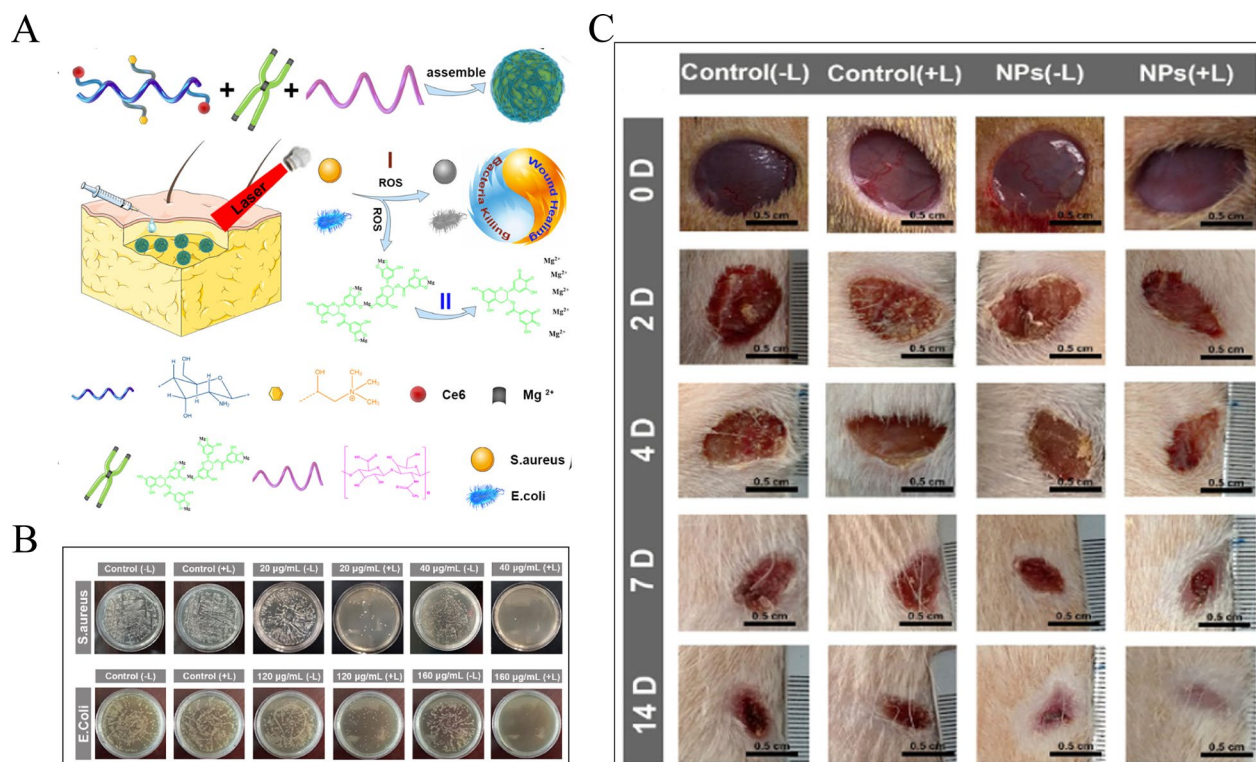 A
assemble
Laser
I
ROS
ROS
Bacteria Killing
Wound Healing
II
Mg²⁺
Mg²⁺
Mg²⁺
Mg²⁺
Mg²⁺
Ce6
Mg ²⁺
S.aureus
E.coli
B
Control (-L) Control (+L) 20 μg/mL (-L) 20 μg/mL (+L) 40 μg/mL (-L) 40 μg/mL (+L)
S.aureus
Control (-L) Control (+L) 120 μg/mL (-L) 120 μg/mL (+L) 160 μg/mL (-L) 160 μg/mL (+L)
E.Coli
C
Control(-L) Control(+L) NPs(-L) NPs(+L)
0 D
0.5 cm 0.5 cm 0.5 cm 0.5 cm
2 D
0.5 cm 0.5 cm 0.5 cm 0.5 cm
4 D
0.5 cm 0.5 cm 0.5 cm 0.5 cm
7 D
0.5 cm 0.5 cm 0.5 cm 0.5 cm
14 D
0.5 cm 0.5 cm 0.5 cm 0.5 cm